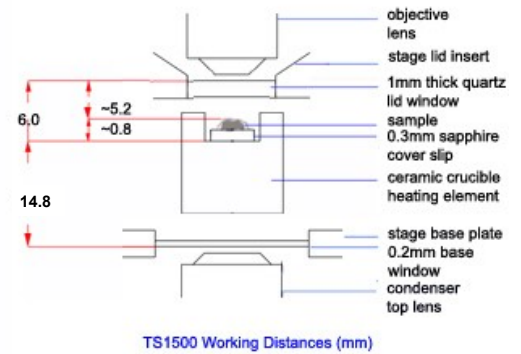 objective
lens
stage lid insert
1mm thick quartz
lid window
sample
0.3mm sapphire
cover slip
ceramic crucible
heating element
stage base plate
0.2mm base
window
condenser
top lens
~5.2
6.0
~0.8
14.8
TS1500 Working Distances (mm)